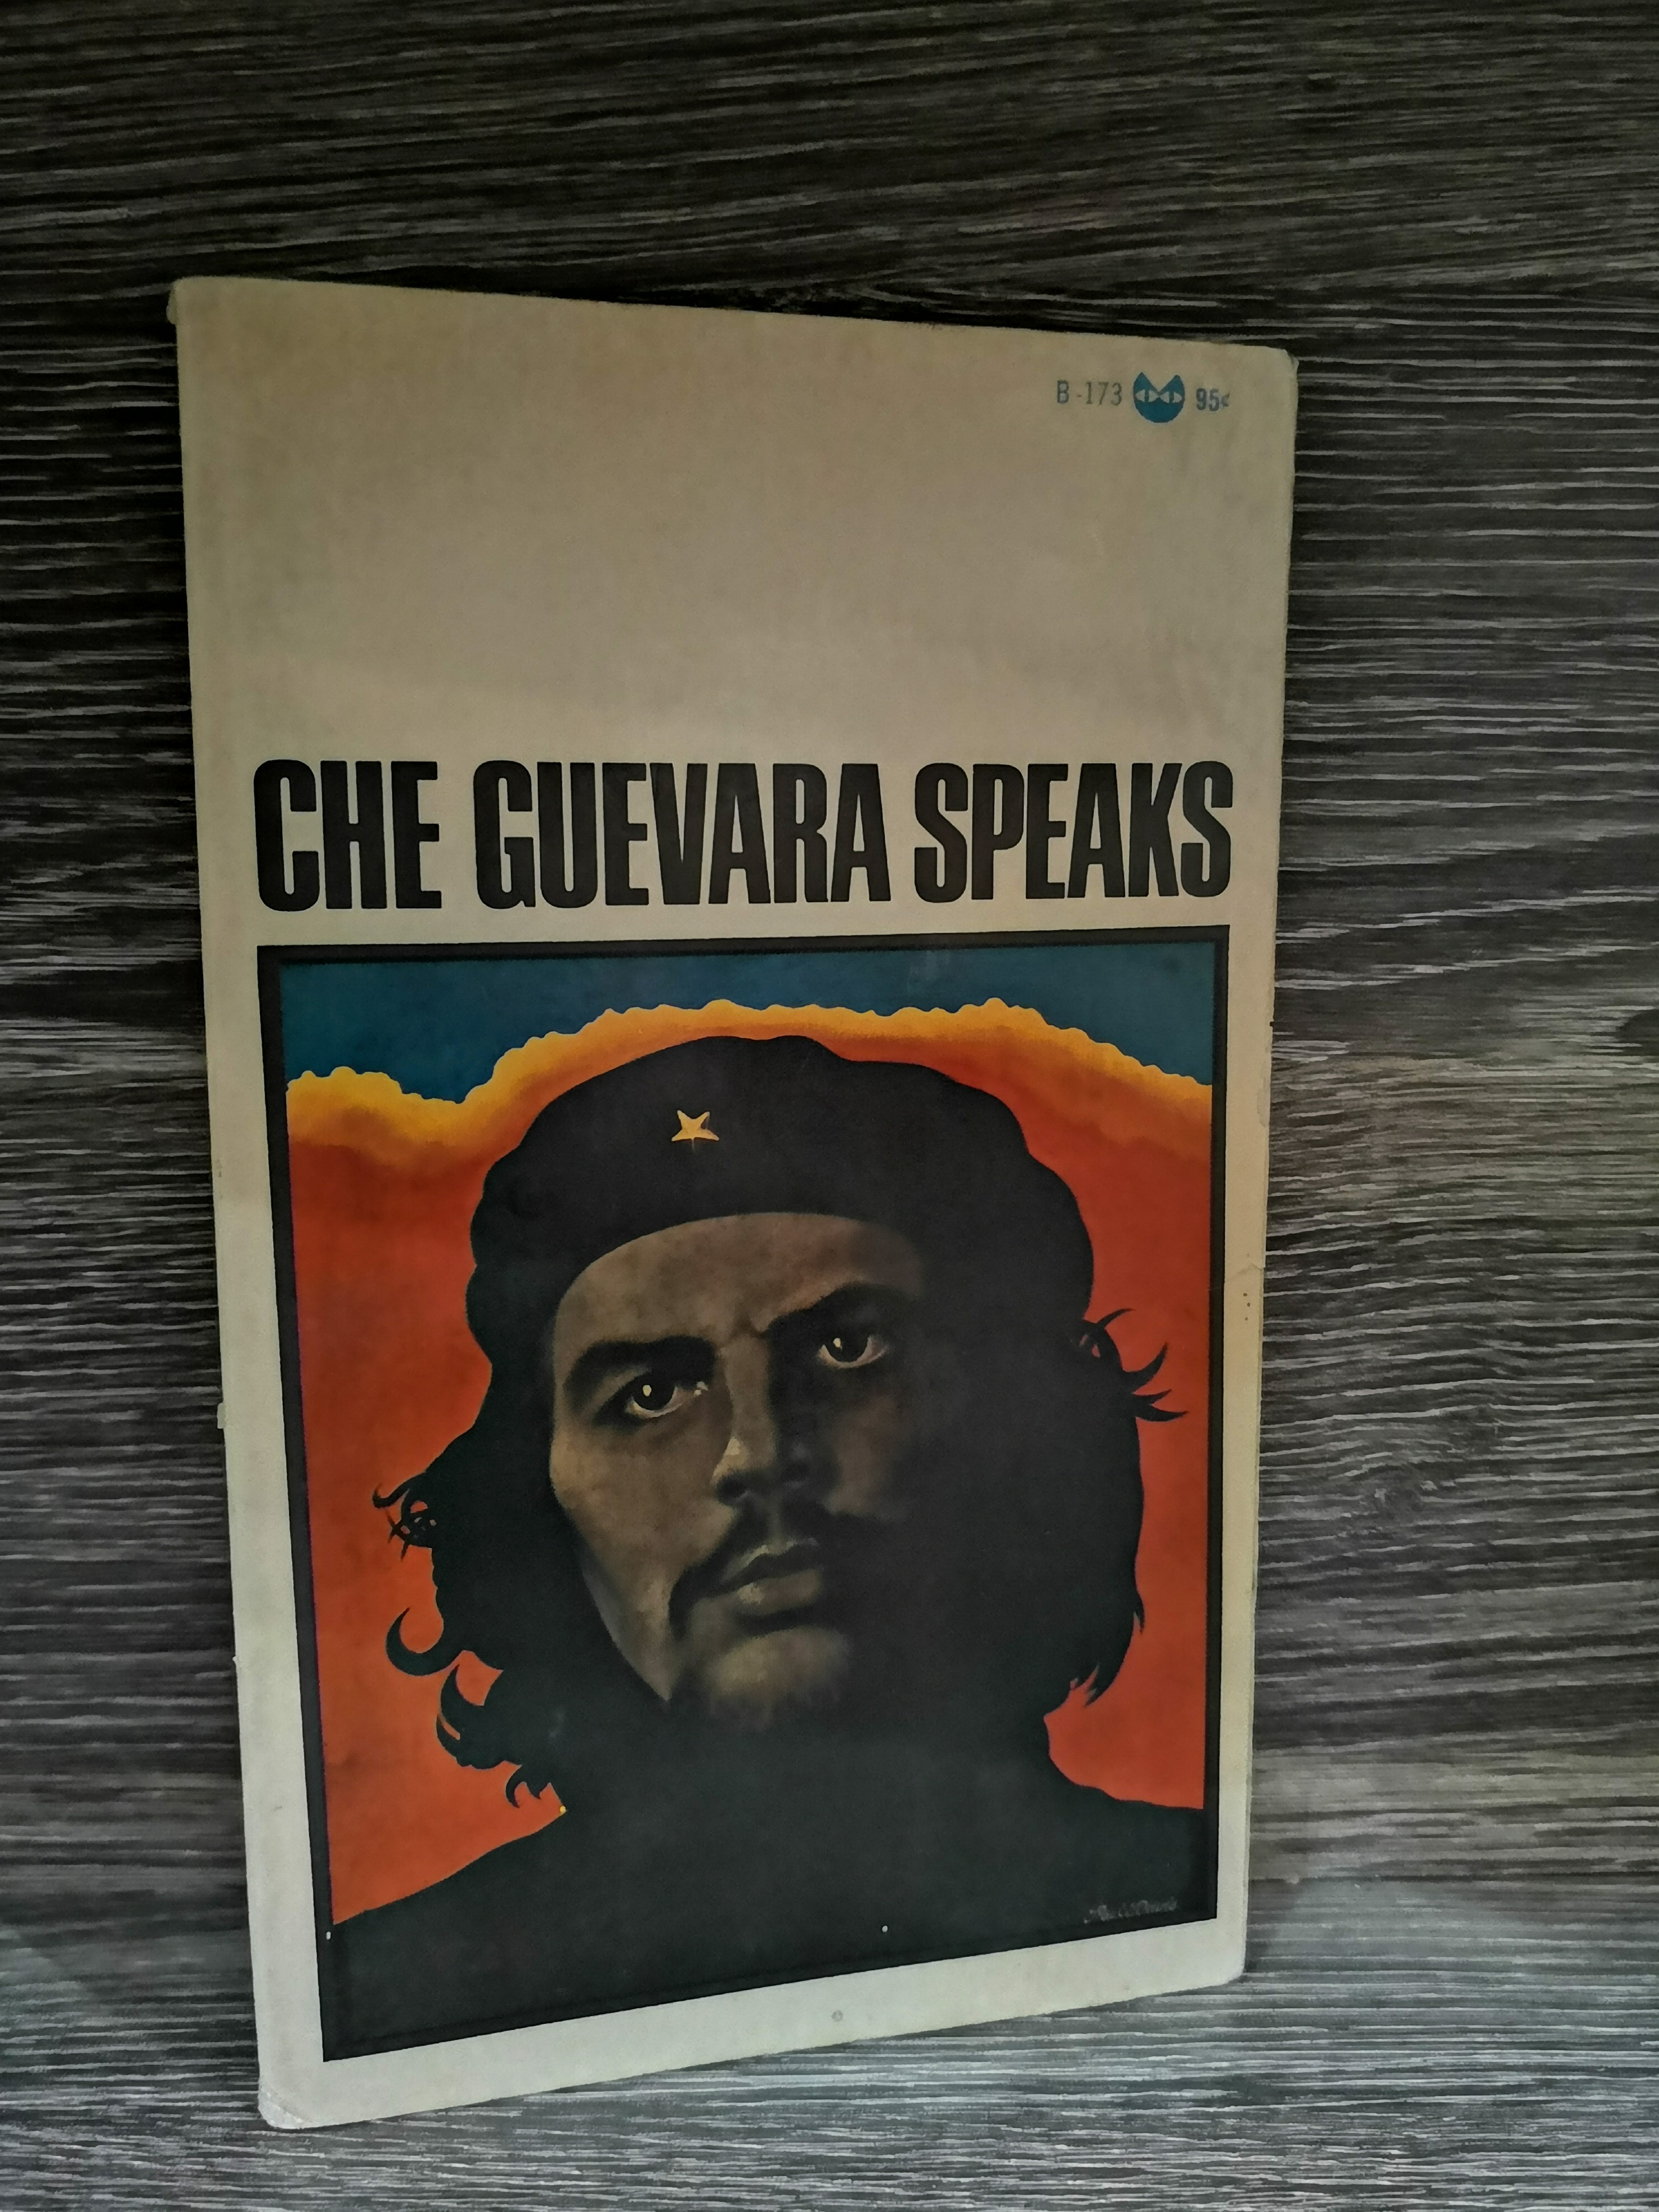 B-173 95¢
CHE GUEVARA SPEAKS